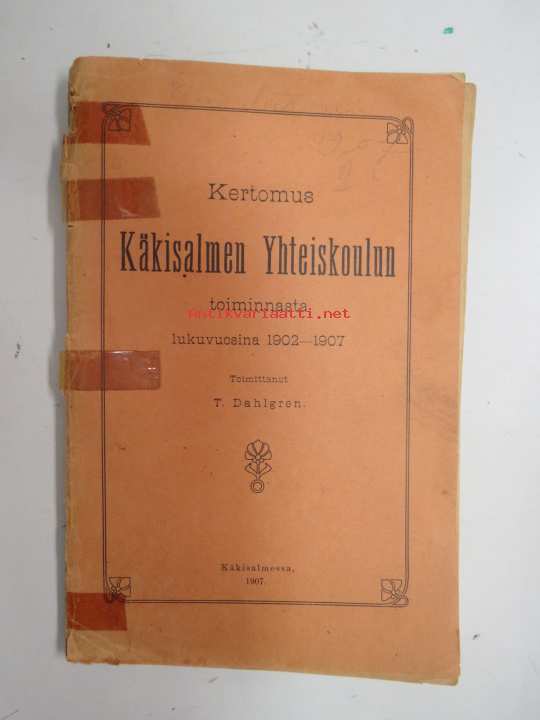 Kertomus
Käkisalmen Yhteiskoulun
toiminnasta
antikvariaatti.net
lukuvuosina 1902—1907
Toimittanut
T. Dahlgren.
Käkisalmessa,
1907.